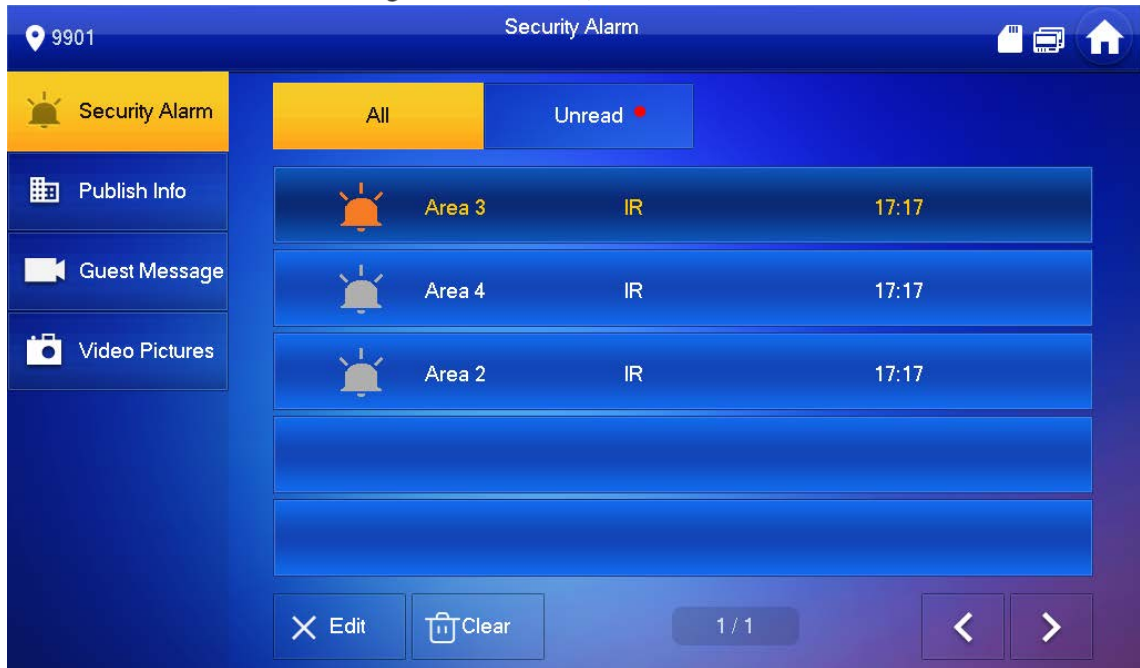 Security Alarm
9901
Security Alarm
All
Unread
Publish Info
Area 3 IR 17:17
Guest Message
Area 4 IR 17:17
Video Pictures
Area 2 IR 17:17
Edit
Clear
1 / 1